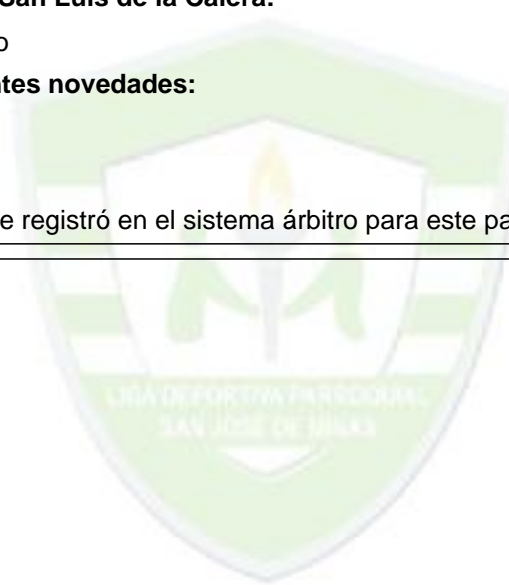 San Luis de la Calera:
o
ntes novedades:
e registró en el sistema árbitro para este pa
LIGA DEPORTIVA PARROQUIAL
SAN JOSÉ DE MINAS